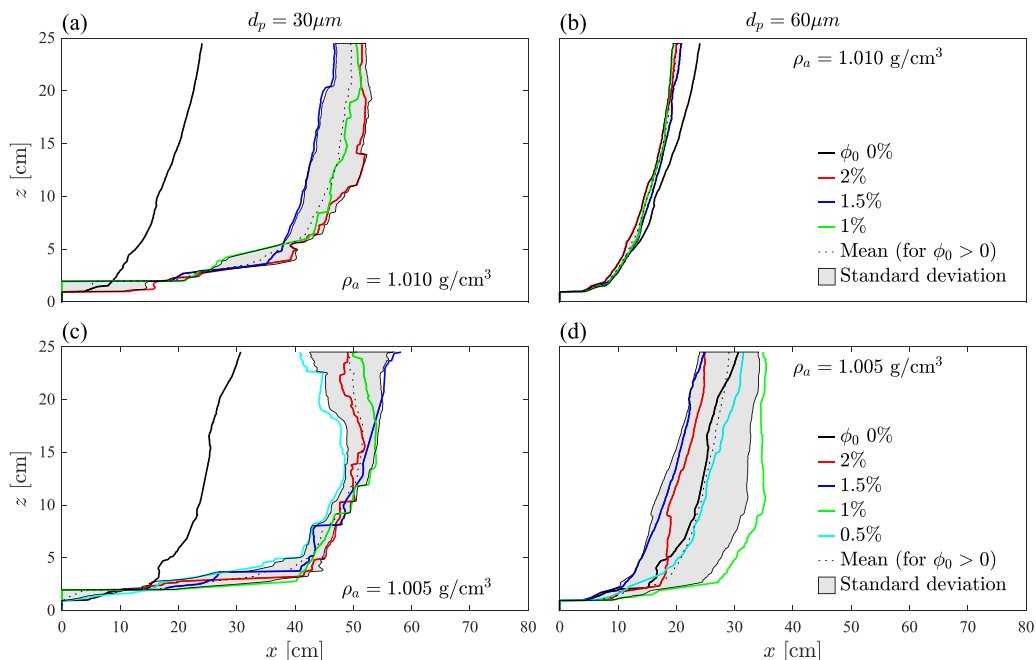 (a)
d_p = 30μm
(b)
d_p = 60μm
25
20
15
10
5
0
z [cm]
ρ_a = 1.010 g/cm³
ρ_a = 1.010 g/cm³
φ₀ 0%
2%
1.5%
1%
Mean (for φ₀ > 0)
Standard deviation
(c)
(d)
25
20
15
10
5
0
z [cm]
0 10 20 30 40 50 60 70 80
x [cm]
ρ_a = 1.005 g/cm³
ρ_a = 1.005 g/cm³
φ₀ 0%
2%
1.5%
1%
0.5%
Mean (for φ₀ > 0)
Standard deviation
0 10 20 30 40 50 60 70 80
x [cm]